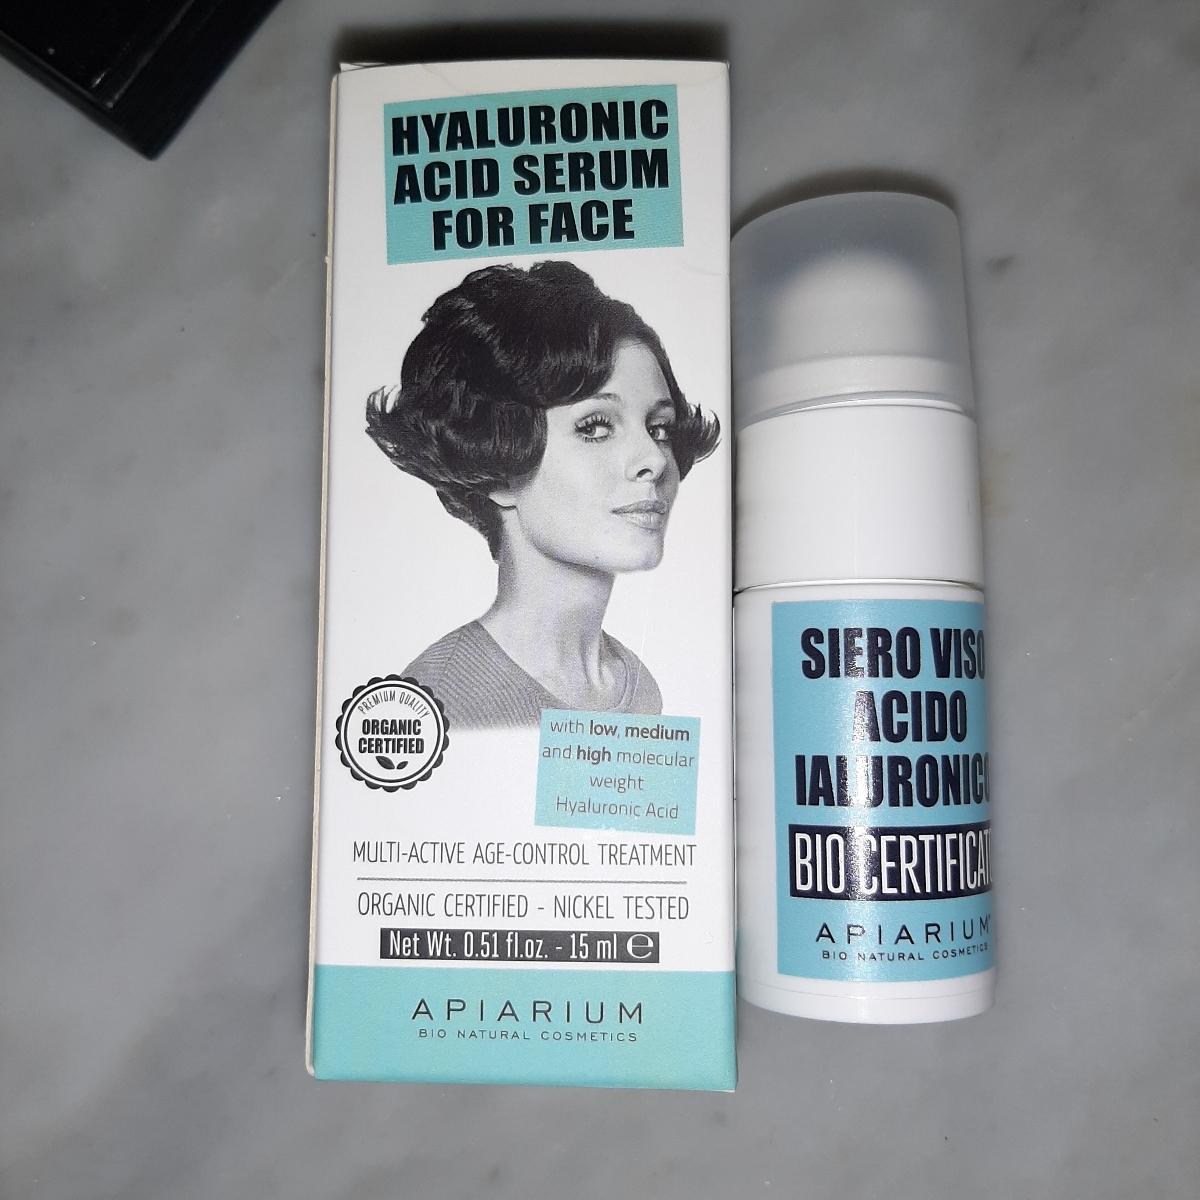 HYALURONIC
ACID SERUM
FOR FACE
PREMIUM QUALITY
ORGANIC
CERTIFIED
with low, medium
and high molecular
weight
Hyaluronic Acid
MULTI-ACTIVE AGE-CONTROL TREATMENT
ORGANIC CERTIFIED - NICKEL TESTED
Net Wt. 0.51 fl.oz. - 15 ml ℮
APIARIUM
BIO NATURAL COSMETICS
SIERO VISO
ACIDO
IALURONICO
BIO CERTIFICAT
APIARIUM
BIO NATURAL COSMETICS